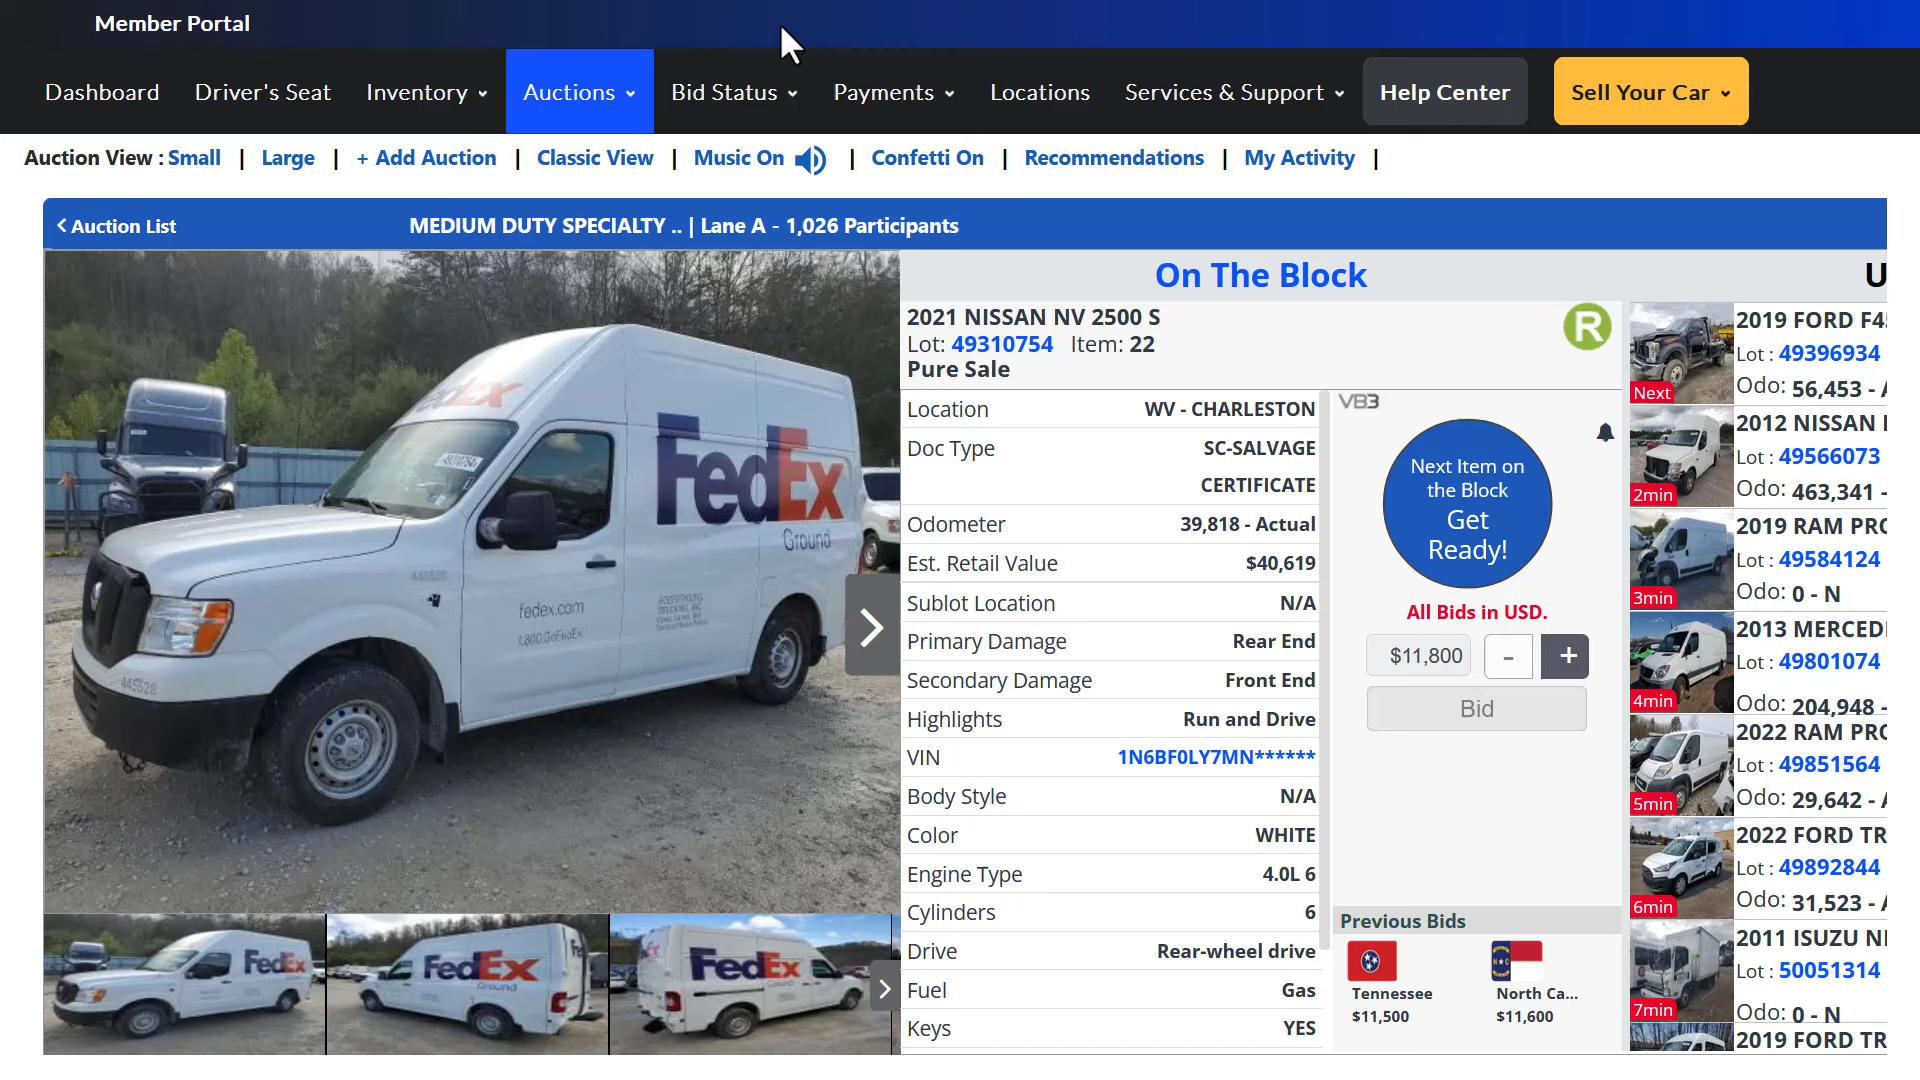 Member Portal
Dashboard Driver's Seat Inventory Auctions Bid Status Payments Locations Services & Support Help Center Sell Your Car
Auction View : Small | Large | + Add Auction | Classic View | Music On | Confetti On | Recommendations | My Activity |
Auction List
MEDIUM DUTY SPECIALTY .. | Lane A - 1,026 Participants
FedEx
Ground
fedex.com
1.800.GoFedEx
445528
445528
49310754
On The Block
2021 NISSAN NV 2500 S
Lot: 49310754 Item: 22
Pure Sale
R
Location WV - CHARLESTON
Doc Type SC-SALVAGE
CERTIFICATE
Odometer 39,818 - Actual
Est. Retail Value $40,619
Sublot Location N/A
Primary Damage Rear End
Secondary Damage Front End
Highlights Run and Drive
VIN 1N6BF0LY7MN******
Body Style N/A
Color WHITE
Engine Type 4.0L 6
Cylinders 6
Drive Rear-wheel drive
Fuel Gas
Keys YES
VB3
Next Item on
the Block
Get
Ready!
All Bids in USD.
$11,800 - +
Bid
Previous Bids
Tennessee
$11,500
North Ca...
$11,600
U
2019 FORD F4
Lot : 49396934
Odo: 56,453 - A
Next
2012 NISSAN
Lot : 49566073
Odo: 463,341 -
2min
2019 RAM PRO
Lot : 49584124
Odo: 0 - N
3min
2013 MERCED
Lot : 49801074
Odo: 204,948 -
4min
2022 RAM PRO
Lot : 49851564
Odo: 29,642 - A
5min
2022 FORD TR
Lot : 49892844
Odo: 31,523 - A
6min
2011 ISUZU N
Lot : 50051314
Odo: 0 - N
7min
2019 FORD TR
FedEx
FedEx
Ground
FedEx
Ground